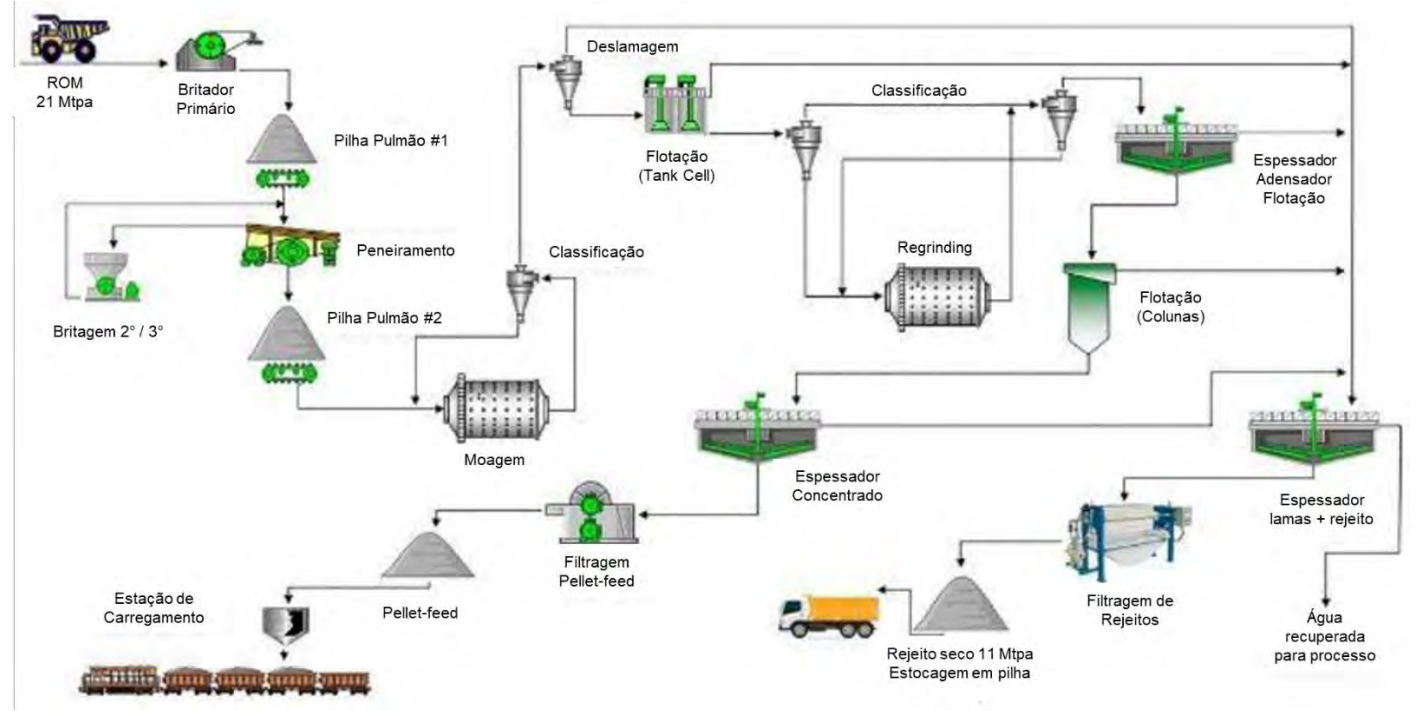 ROM
21 Mtpa
Britador
Primário
Pilha Pulmão #1
Peneiramento
Britagem 2° / 3°
Pilha Pulmão #2
Moagem
Classificação
Deslamagem
Flotação
(Tank Cell)
Classificação
Regrinding
Espessador
Adensador
Flotação
Flotação
(Colunas)
Espessador
Concentrado
Espessador
lamas + rejeito
Filtragem
Pellet-feed
Pellet-feed
Estação de
Carregamento
Filtragem de
Rejeitos
Rejeito seco 11 Mtpa
Estocagem em pilha
Água
recuperada
para processo